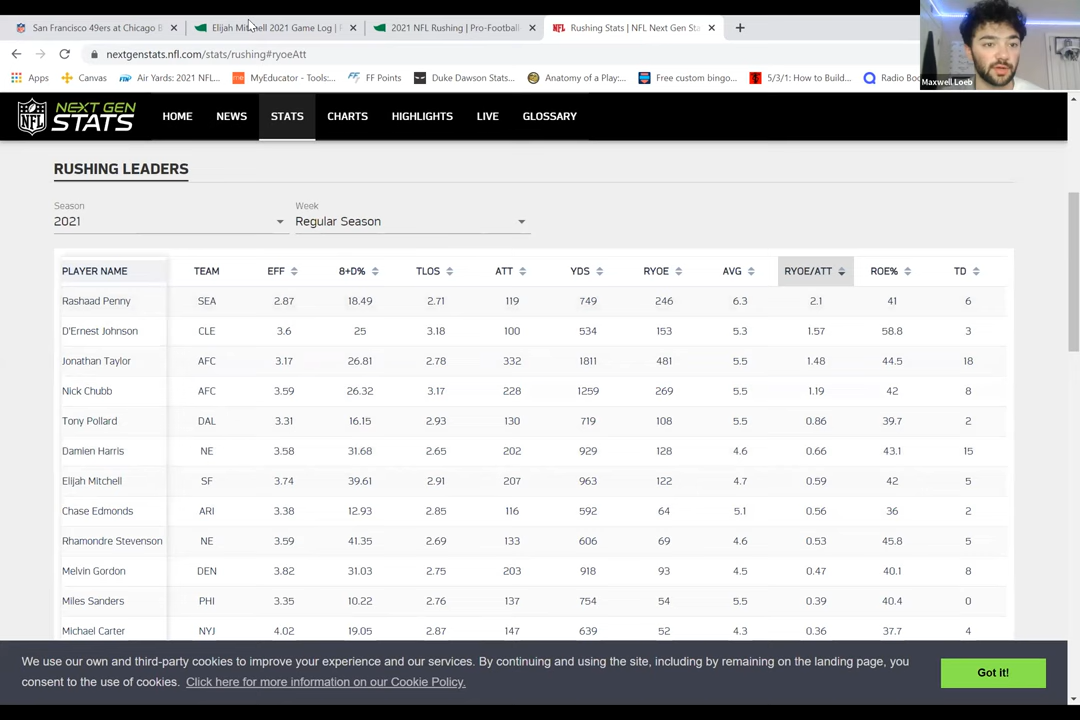 San Francisco 49ers at Chicago B
Elijah Mitchell 2021 Game Log |
2021 NFL Rushing | Pro-Football
Rushing Stats | NFL Next Gen Sta
nextgenstats.nfl.com/stats/rushing#ryoeAtt
Apps Canvas Air Yards: 2021 NFL... MyEducator - Tools:... FF Points Duke Dawson Stats... Anatomy of a Play:... Free custom bingo... 5/3/1: How to Build... Radio Boo
Maxwell Loeb
NFL NEXT GEN STATS
HOME NEWS STATS CHARTS HIGHLIGHTS LIVE GLOSSARY
RUSHING LEADERS
Season Week
2021 Regular Season
PLAYER NAME TEAM EFF 8+D% TLOS ATT YDS RYOE AVG RYOE/ATT ROE% TD
Rashaad Penny SEA 2.87 18.49 2.71 119 749 246 6.3 2.1 41 6
D'Ernest Johnson CLE 3.6 25 3.18 100 534 153 5.3 1.57 58.8 3
Jonathan Taylor AFC 3.17 26.81 2.78 332 1811 481 5.5 1.48 44.5 18
Nick Chubb AFC 3.59 26.32 3.17 228 1259 269 5.5 1.19 42 8
Tony Pollard DAL 3.31 16.15 2.93 130 719 108 5.5 0.86 39.7 2
Damien Harris NE 3.58 31.68 2.65 202 929 128 4.6 0.66 43.1 15
Elijah Mitchell SF 3.74 39.61 2.91 207 963 122 4.7 0.59 42 5
Chase Edmonds ARI 3.38 12.93 2.85 116 592 64 5.1 0.56 36 2
Rhamondre Stevenson NE 3.59 41.35 2.69 133 606 69 4.6 0.53 45.8 5
Melvin Gordon DEN 3.82 31.03 2.75 203 918 93 4.5 0.47 40.1 8
Miles Sanders PHI 3.35 10.22 2.76 137 754 54 5.5 0.39 40.4 0
Michael Carter NYJ 4.02 19.05 2.87 147 639 52 4.3 0.36 37.7 4
We use our own and third-party cookies to improve your experience and our services. By continuing and using the site, including by remaining on the landing page, you
consent to the use of cookies. Click here for more information on our Cookie Policy.
Got it!